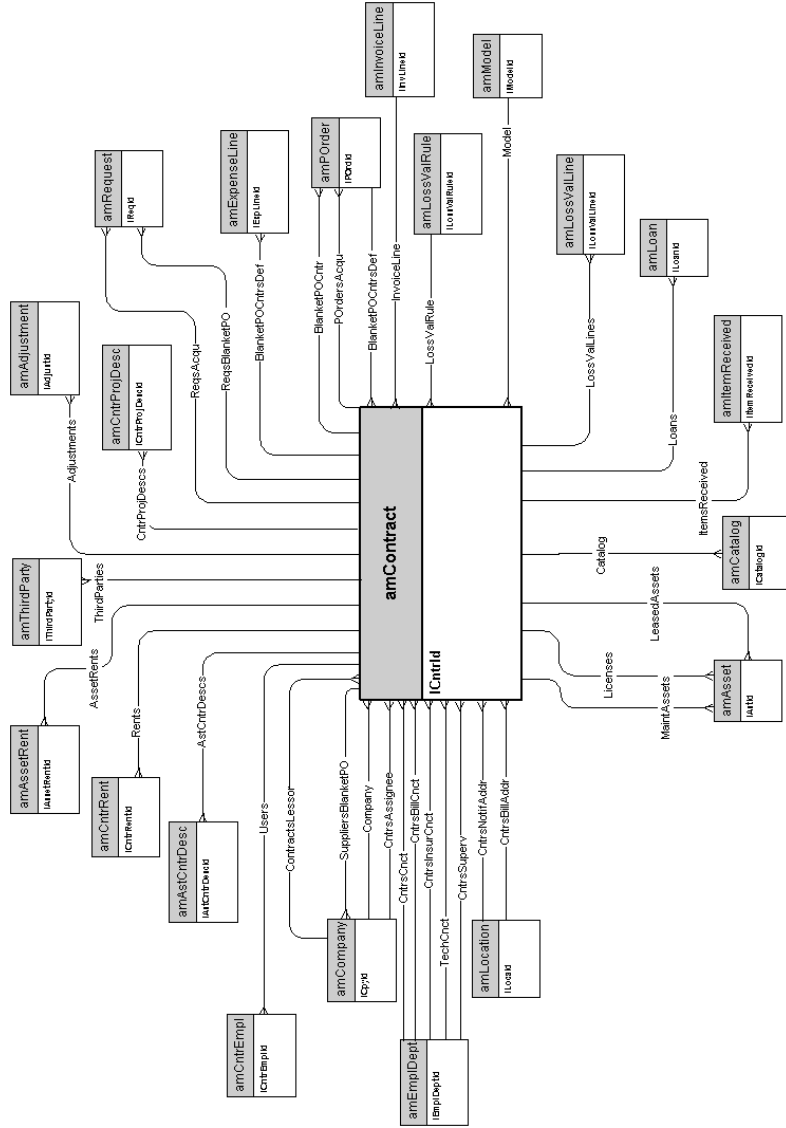 amAssetRent
lAssetRentId
amThirdParty
lThirdPartyId
amAdjustment
lAdjustId
amCntrRent
lCntrRentId
amCntrProjDesc
lCntrProjDescId
amRequest
lReqId
amAstCntrDesc
lAstCntrDescId
amCntrEmpl
lCntrEmplId
amExpenseLine
lExpLineId
amCompany
lCpyId
amPOrder
lPOrdId
amInvoiceLine
lInvLineId
amEmplDept
lEmplDeptId
amLossValRule
lLossValRuleId
amLocation
lLocaId
amModel
lModelId
amContract
lCntrId
amLossValLine
lLossValLineId
amLoan
lLoanId
amAsset
lAstId
amCatalog
lCatalogId
amItemReceived
lItemReceivedId
Adjustments
AssetRents
ThirdParties
Rents
CntrProjDescs
AstCntrDescs
ReqsAcqu
ReqsBlanketPO
Users
BlanketPOCntrsDef
ContractsLessor
BlanketPOCntr
POrdersAcqu
SuppliersBlanketPO
Company
BlanketPOCntrsDef
CntrsAssignee
InvoiceLine
CntrsCnct
CntrsBillCnct
CntrsInsurCnct
LossValRule
TechCnct
CntrsSuperv
CntrsNotifAddr
CntrsBillAddr
Model
LossValLines
Loans
ItemsReceived
Catalog
LeasedAssets
Licenses
MaintAssets